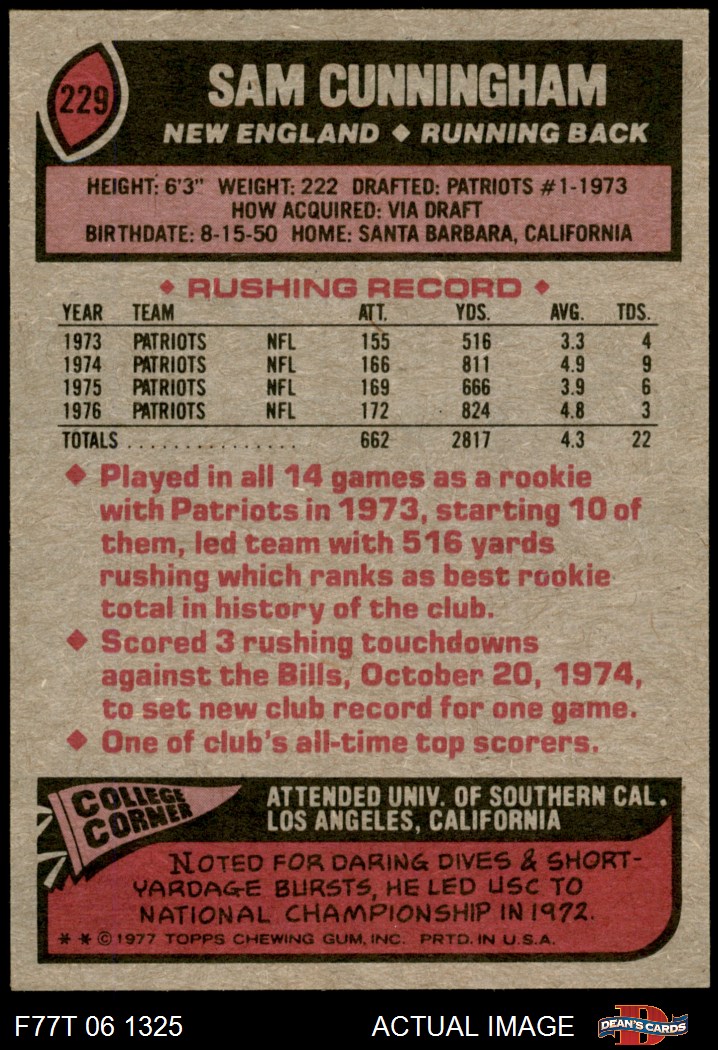 229
SAM CUNNINGHAM
NEW ENGLAND ◆ RUNNING BACK
HEIGHT: 6'3" WEIGHT: 222 DRAFTED: PATRIOTS #1-1973
HOW ACQUIRED: VIA DRAFT
BIRTHDATE: 8-15-50 HOME: SANTA BARBARA, CALIFORNIA
◆ RUSHING RECORD ◆
YEAR TEAM ATT. YDS. AVG. TDS.
1973 PATRIOTS NFL 155 516 3.3 4
1974 PATRIOTS NFL 166 811 4.9 9
1975 PATRIOTS NFL 169 666 3.9 6
1976 PATRIOTS NFL 172 824 4.8 3
TOTALS ................ 662 2817 4.3 22
◆ Played in all 14 games as a rookie
with Patriots in 1973, starting 10 of
them, led team with 516 yards
rushing which ranks as best rookie
total in history of the club.
◆ Scored 3 rushing touchdowns
against the Bills, October 20, 1974,
to set new club record for one game.
◆ One of club's all-time top scorers.
COLLEGE
CORNER
ATTENDED UNIV. OF SOUTHERN CAL.
LOS ANGELES, CALIFORNIA
NOTED FOR DARING DIVES & SHORT-
YARDAGE BURSTS, HE LED USC TO
NATIONAL CHAMPIONSHIP IN 1972.
* * © 1977 TOPPS CHEWING GUM, INC. PRTD. IN U.S.A.
F77T 06 1325 ACTUAL IMAGE
D
DEAN'S CARDS